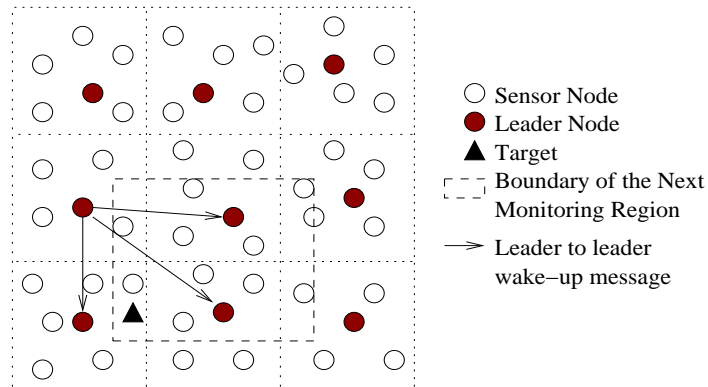 Sensor Node
Leader Node
Target
Boundary of the Next
Monitoring Region
Leader to leader
wake−up message